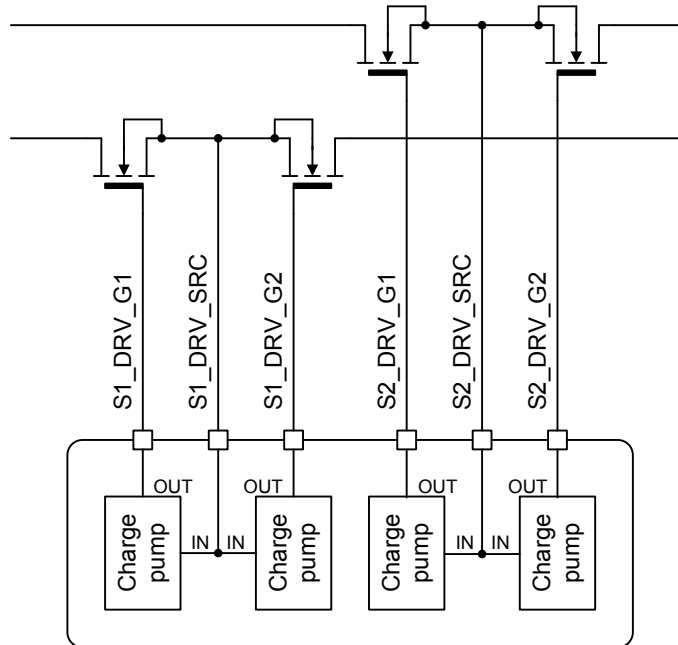 S1_DRV_G1
S1_DRV_SRC
S1_DRV_G2
S2_DRV_G1
S2_DRV_SRC
S2_DRV_G2
OUT
OUT
OUT
OUT
Charge
pump
IN
IN
Charge
pump
Charge
pump
IN
IN
Charge
pump